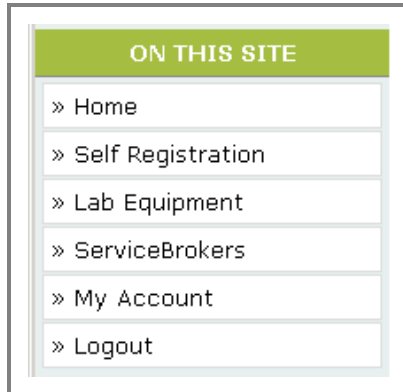 ON THIS SITE
» Home
» Self Registration
» Lab Equipment
» ServiceBrokers
» My Account
» Logout